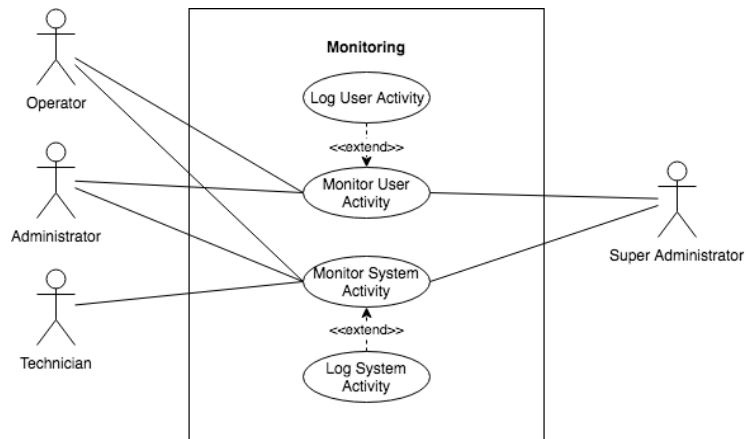 Monitoring
Operator
Log User Activity
<<extend>>
Monitor User
Activity
Administrator
Super Administrator
Monitor System
Activity
<<extend>>
Technician
Log System
Activity